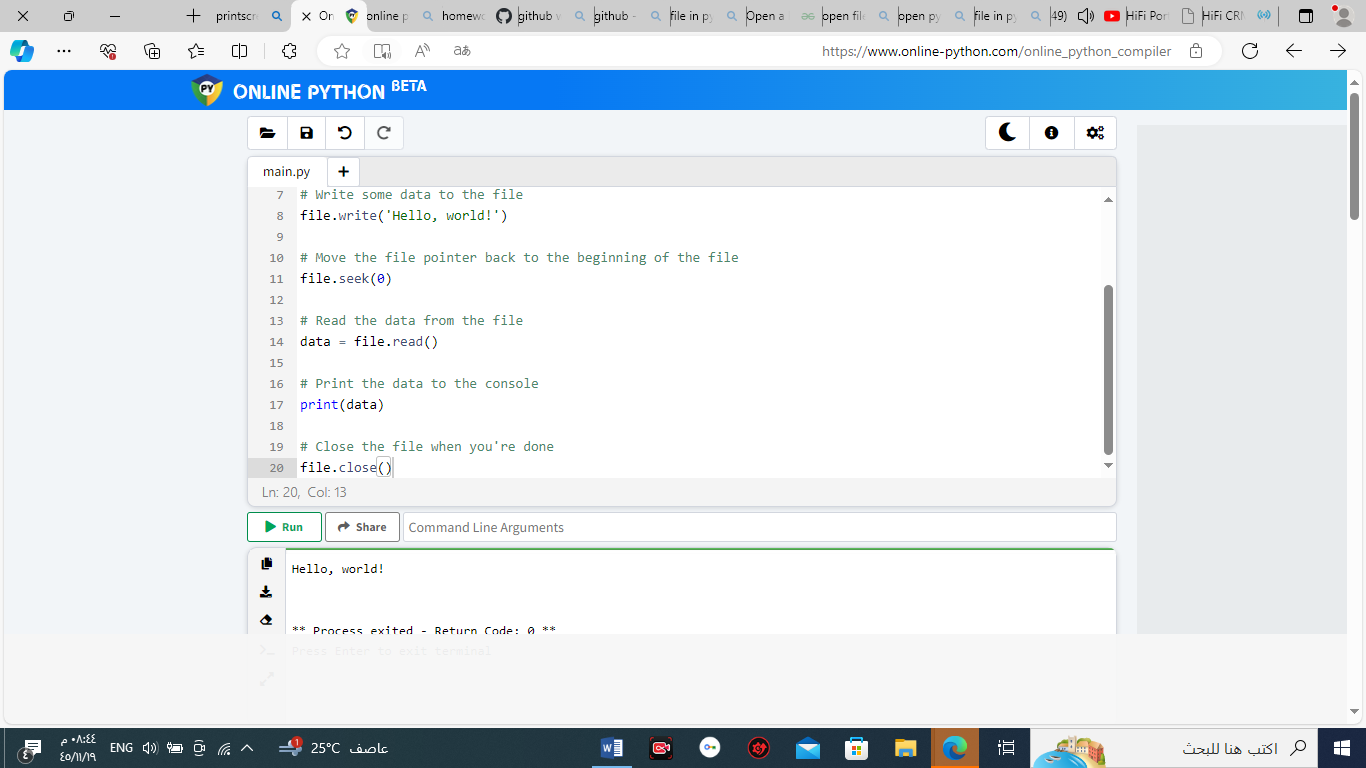 printscr
On
online p
homewo
github v
github -
file in py
Open a
open file
open py
file in py
49)
HiFi Por
HiFi CRM
https://www.online-python.com/online_python_compiler
PY ONLINE PYTHON BETA
main.py
7 # Write some data to the file
8 file.write('Hello, world!')
9
10 # Move the file pointer back to the beginning of the file
11 file.seek(0)
12
13 # Read the data from the file
14 data = file.read()
15
16 # Print the data to the console
17 print(data)
18
19 # Close the file when you're done
20 file.close()
Ln: 20, Col: 13
Run
Share
Command Line Arguments
Hello, world!
** Process exited - Return Code: 0 **
Press Enter to exit terminal
٠٨:٤٤ م
٤٥/١١/١٩
ENG
25°C عاصف
اكتب هنا للبحث